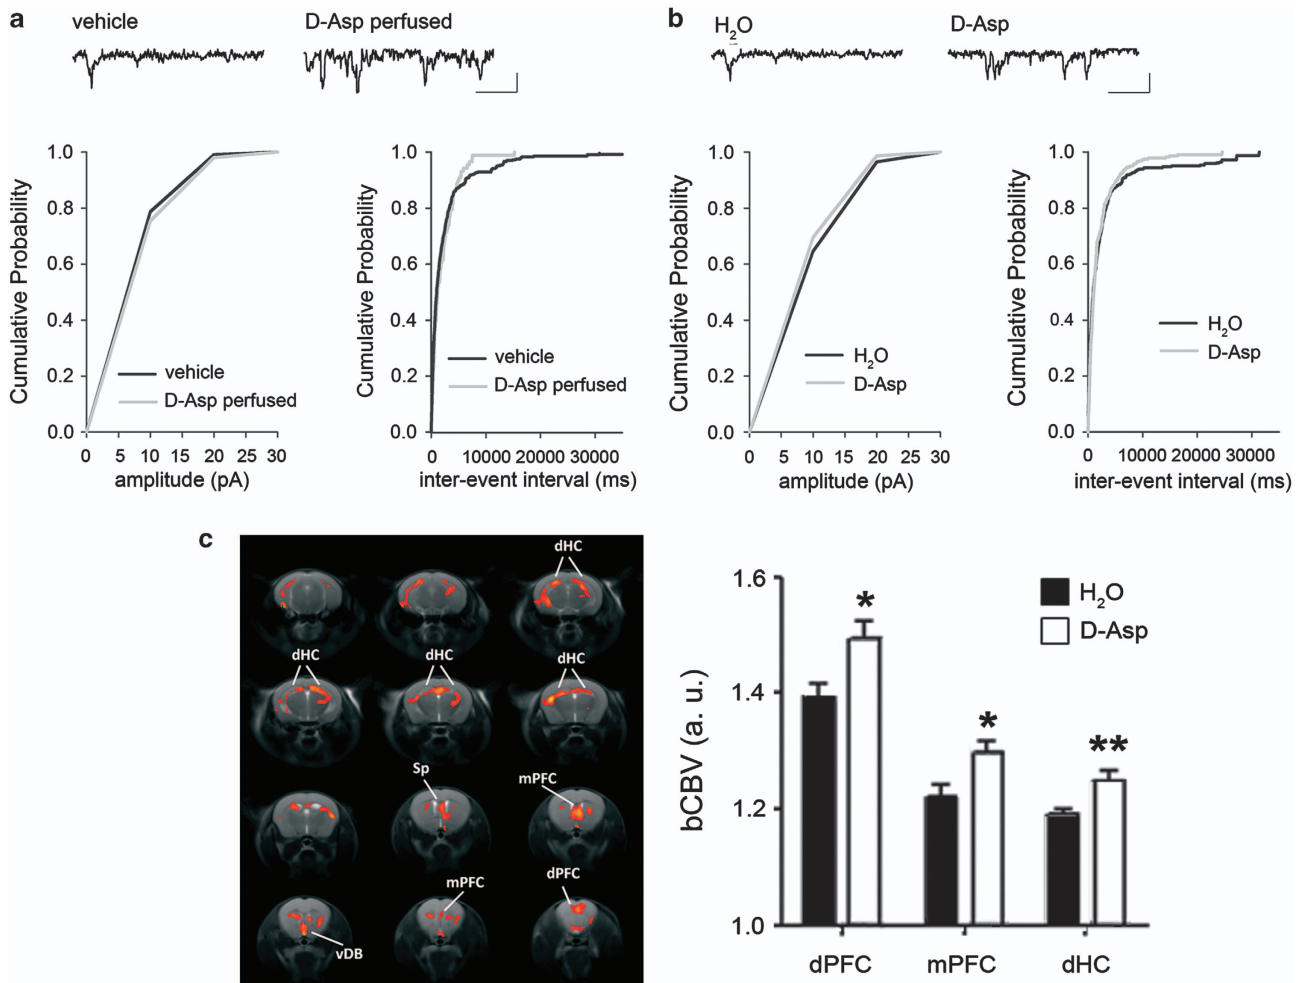 a
vehicle
D-Asp perfused
Cumulative Probability
1.0
0.8
0.6
0.4
0.2
0.0
vehicle
D-Asp perfused
0 5 10 15 20 25 30
amplitude (pA)
Cumulative Probability
1.0
0.8
0.6
0.4
0.2
0.0
vehicle
D-Asp perfused
0 10000 20000 30000
inter-event interval (ms)
b
H2O
D-Asp
Cumulative Probability
1.0
0.8
0.6
0.4
0.2
0.0
H2O
D-Asp
0 5 10 15 20 25 30
amplitude (pA)
Cumulative Probability
1.0
0.8
0.6
0.4
0.2
0.0
H2O
D-Asp
0 10000 20000 30000
inter-event interval (ms)
c
dHC
dHC dHC dHC
Sp mPFC
mPFC dPFC
vDB
bCBV (a. u.)
1.6
1.4
1.2
1.0
H2O
D-Asp
*
*
**
dPFC mPFC dHC